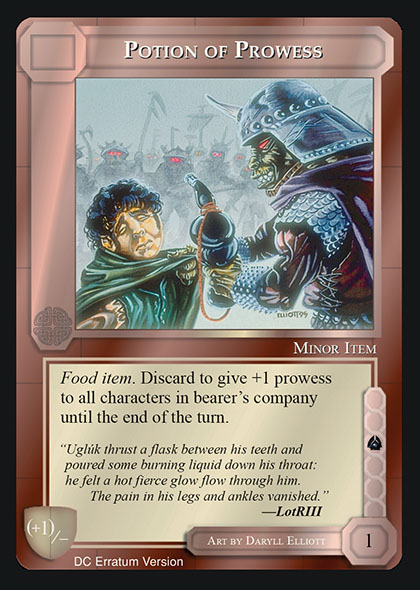 POTION OF PROWESS
ELLIOTT95
MINOR ITEM
Food item. Discard to give +1 prowess
to all characters in bearer's company
until the end of the turn.
"Uglúk thrust a flask between his teeth and
poured some burning liquid down his throat:
he felt a hot fierce glow flow through him.
The pain in his legs and ankles vanished."
—LotRIII
(+1)/–
ART BY DARYLL ELLIOTT
1
DC Erratum Version